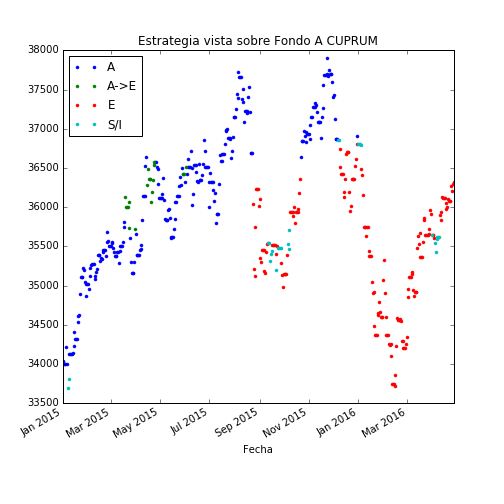 Estrategia vista sobre Fondo A CUPRUM
38000
37500
37000
36500
36000
35500
35000
34500
34000
33500
A
A->E
E
S/I
Jan 2015
Mar 2015
May 2015
Jul 2015
Sep 2015
Nov 2015
Jan 2016
Mar 2016
Fecha